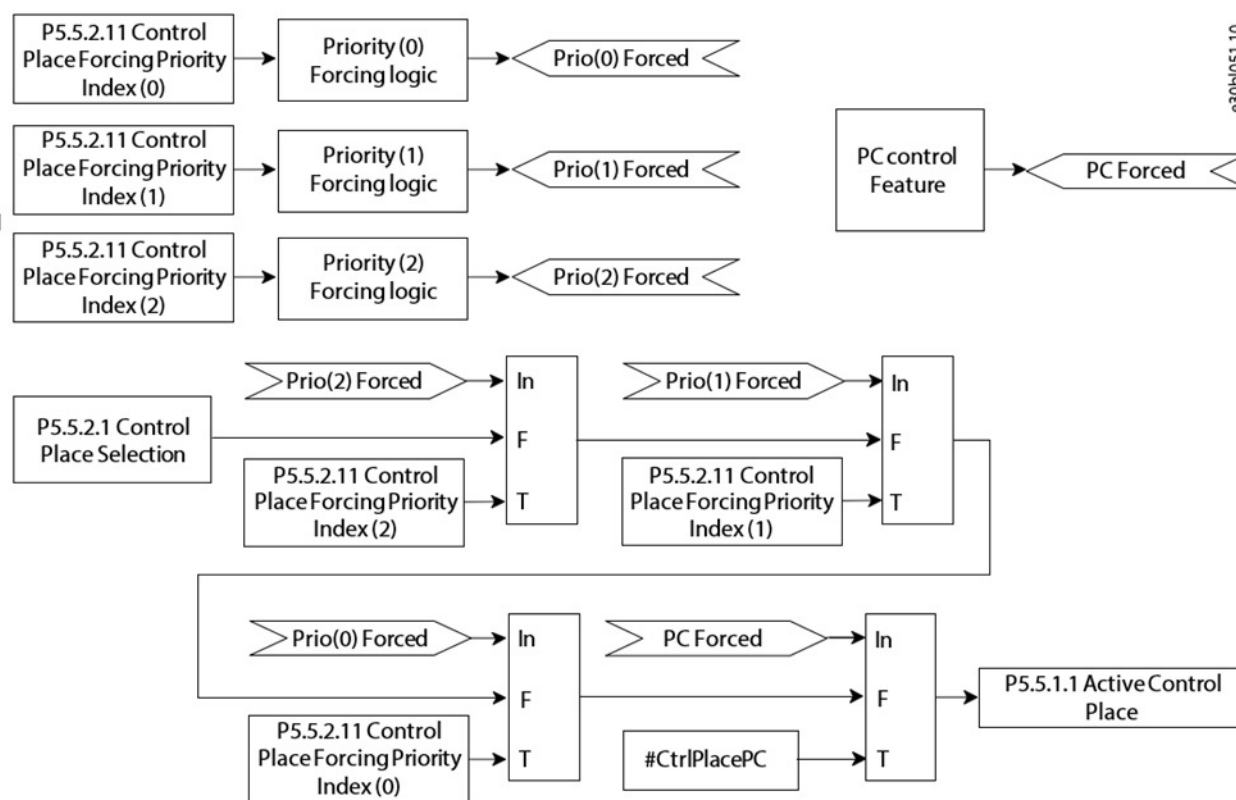 P5.5.2.11 Control
Place Forcing Priority
Index (0)
Priority (0)
Forcing logic
Prio(0) Forced
P5.5.2.11 Control
Place Forcing Priority
Index (1)
Priority (1)
Forcing logic
Prio(1) Forced
PC control
Feature
PC Forced
P5.5.2.11 Control
Place Forcing Priority
Index (2)
Priority (2)
Forcing logic
Prio(2) Forced
Prio(2) Forced
In
Prio(1) Forced
In
P5.5.2.1 Control
Place Selection
F
F
P5.5.2.11 Control
Place Forcing Priority
Index (2)
T
P5.5.2.11 Control
Place Forcing Priority
Index (1)
T
Prio(0) Forced
In
PC Forced
In
F
F
P5.5.1.1 Active Control
Place
P5.5.2.11 Control
Place Forcing Priority
Index (0)
T
#CtrlPlacePC
T